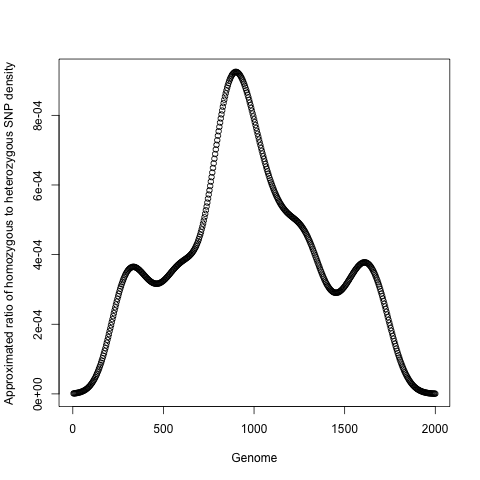 Approximated ratio of homozygous to heterozygous SNP density
8e-04
6e-04
4e-04
2e-04
0e+00
0 500 1000 1500 2000
Genome